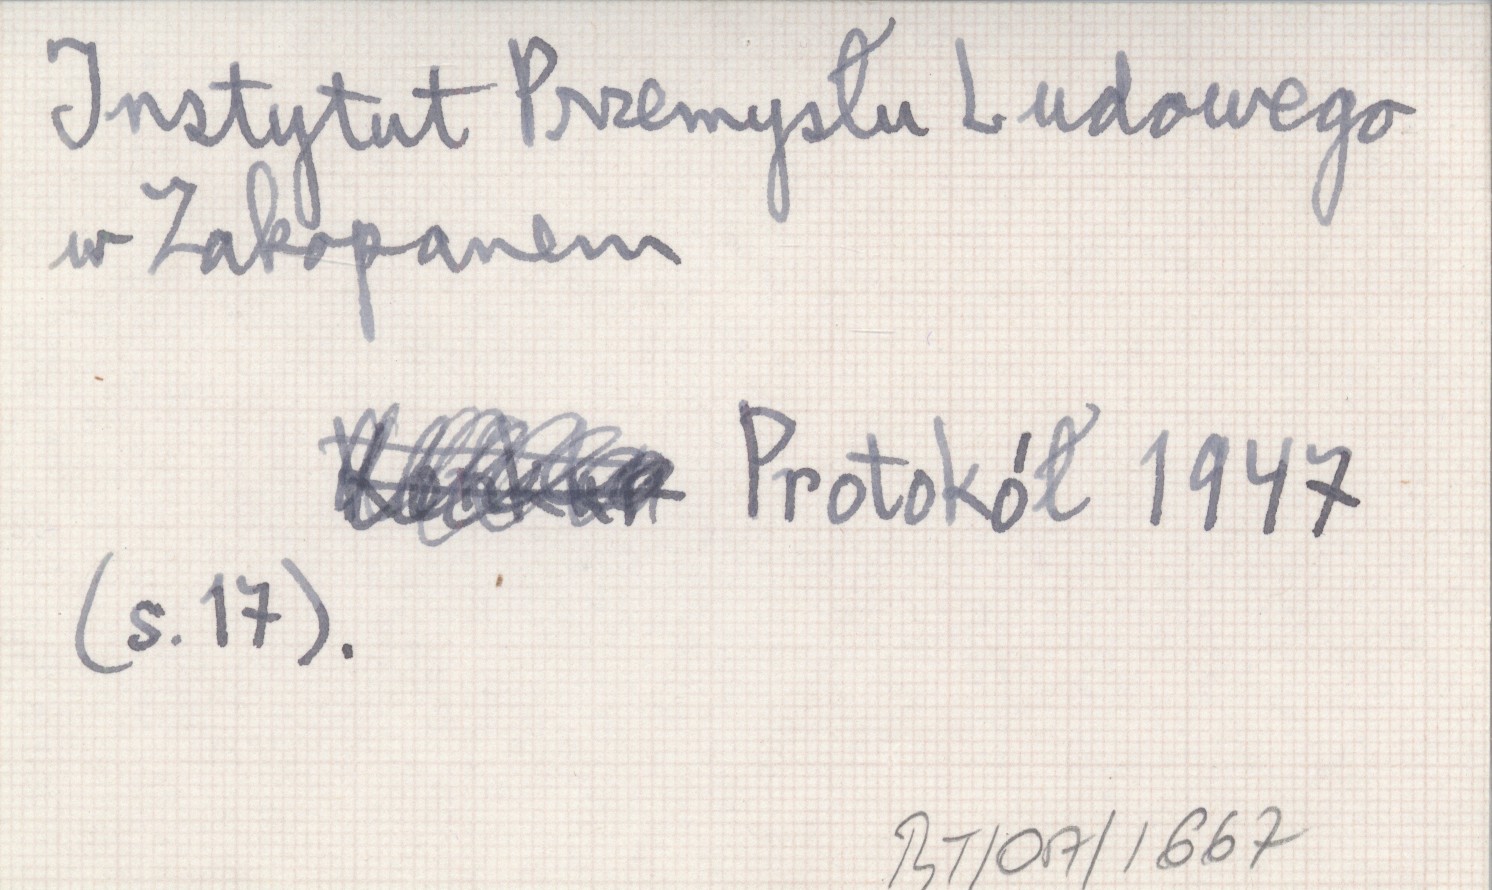 Instytut Przemysłu Ludowego
w Zakopanem
Protokół 1947
(s. 17).
BT/07/1667